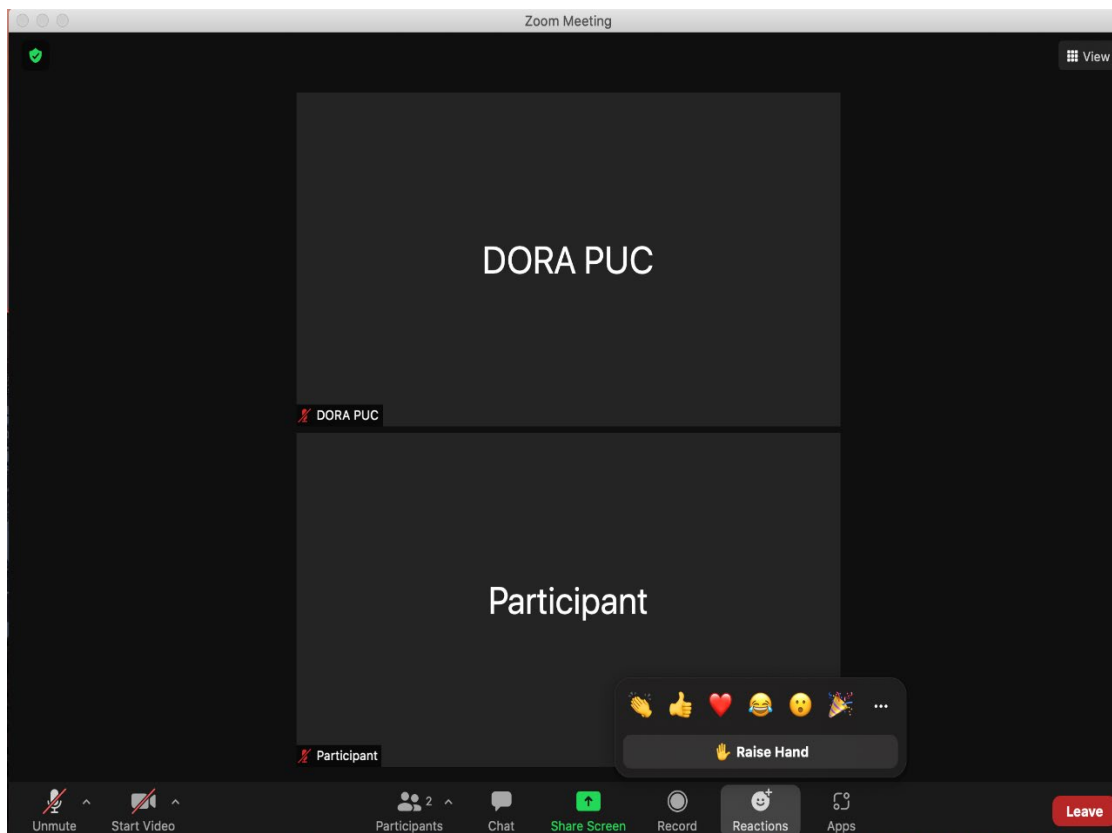 Zoom Meeting
View
DORA PUC
DORA PUC
Participant
Participant
Raise Hand
Unmute
Start Video
2
Participants
Chat
Share Screen
Record
Reactions
Apps
Leave